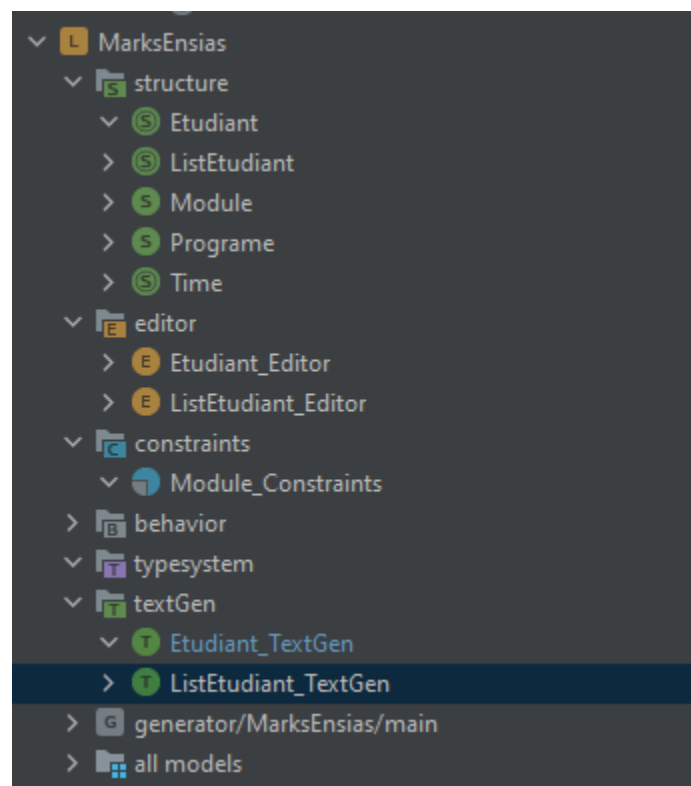 L MarksEnsias
S structure
S Etudiant
S ListEtudiant
S Module
S Programe
S Time
E editor
E Etudiant_Editor
E ListEtudiant_Editor
C constraints
Module_Constraints
B behavior
T typesystem
T textGen
T Etudiant_TextGen
T ListEtudiant_TextGen
G generator/MarksEnsias/main
all models